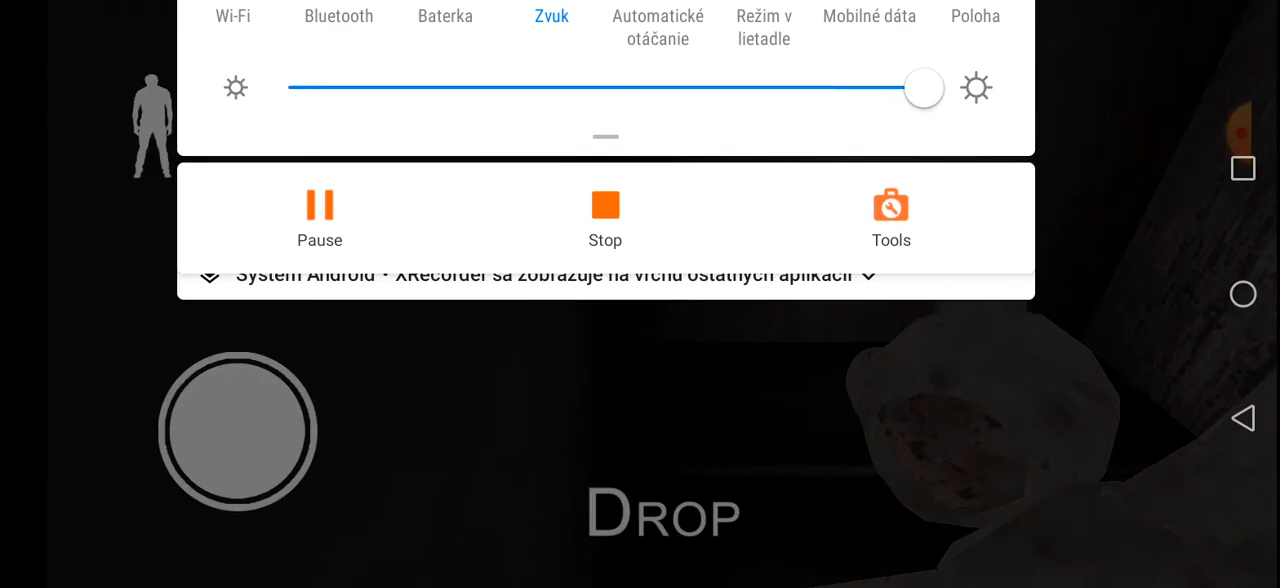 Wi-Fi Bluetooth Baterka Zvuk Automatické otáčanie Režim v lietadle Mobilné dáta Poloha
Pause Stop Tools
Systém Android · XRecorder sa zobrazuje na vrchu ostatných aplikácií
DROP